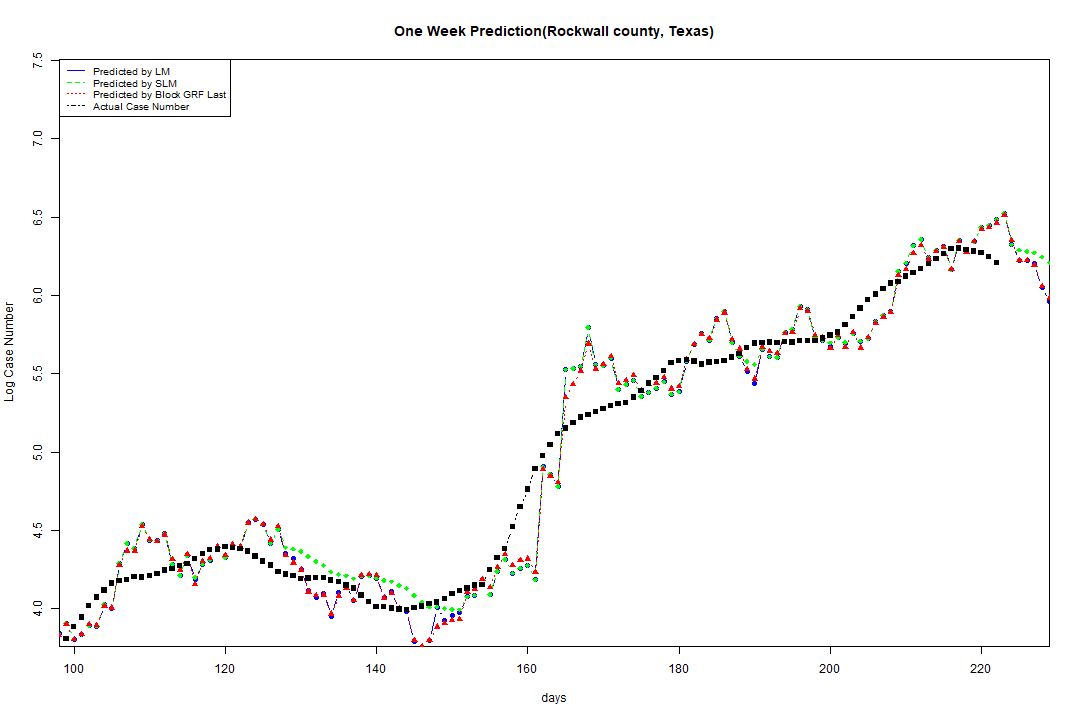 One Week Prediction(Rockwall county, Texas)
Predicted by LM
Predicted by SLM
Predicted by Block GRF Last
Actual Case Number
7.5
7.0
6.5
6.0
5.5
5.0
4.5
4.0
Log Case Number
100 120 140 160 180 200 220
days